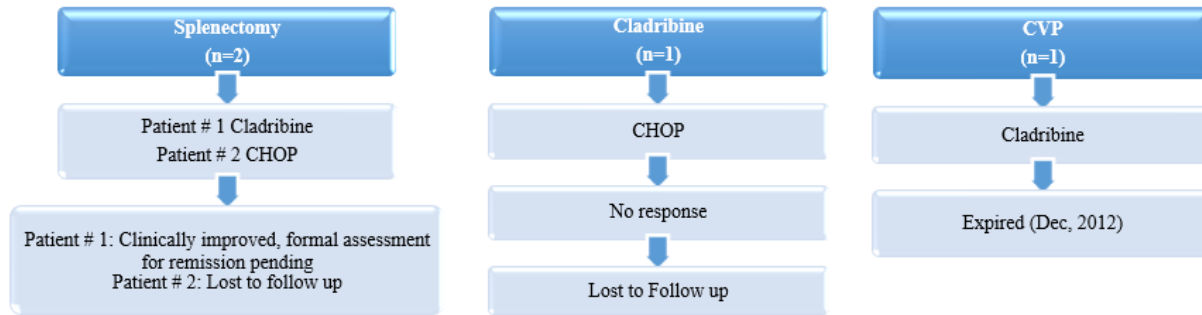 Splenectomy
(n=2)
Patient # 1 Cladribine
Patient # 2 CHOP
Patient # 1: Clinically improved, formal assessment
for remission pending
Patient # 2: Lost to follow up
Cladribine
(n=1)
CHOP
No response
Lost to Follow up
CVP
(n=1)
Cladribine
Expired (Dec, 2012)